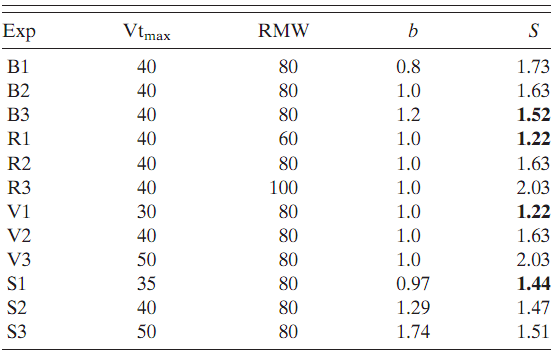 Exp Vtmax RMW b S
B1 40 80 0.8 1.73
B2 40 80 1.0 1.63
B3 40 80 1.2 1.52
R1 40 60 1.0 1.22
R2 40 80 1.0 1.63
R3 40 100 1.0 2.03
V1 30 80 1.0 1.22
V2 40 80 1.0 1.63
V3 50 80 1.0 2.03
S1 35 80 0.97 1.44
S2 40 80 1.29 1.47
S3 50 80 1.74 1.51